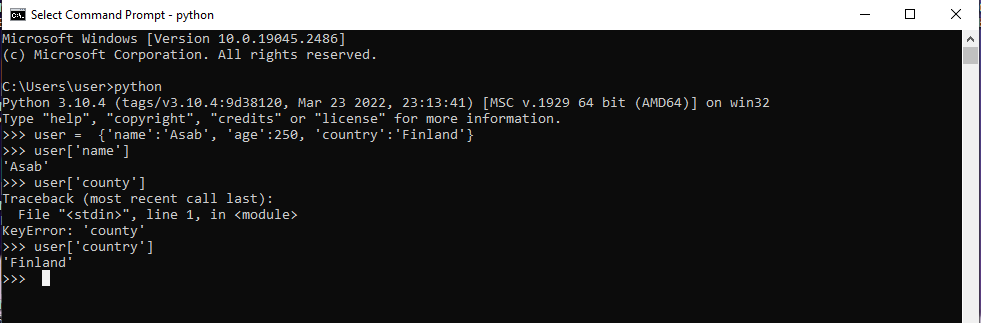 Select Command Prompt - python
Microsoft Windows [Version 10.0.19045.2486]
(c) Microsoft Corporation. All rights reserved.
C:\Users\user>python
Python 3.10.4 (tags/v3.10.4:9d38120, Mar 23 2022, 23:13:41) [MSC v.1929 64 bit (AMD64)] on win32
Type "help", "copyright", "credits" or "license" for more information.
>>> user =  {'name':'Asab', 'age':250, 'country':'Finland'}
>>> user['name']
'Asab'
>>> user['county']
Traceback (most recent call last):
  File "<stdin>", line 1, in <module>
KeyError: 'county'
>>> user['country']
'Finland'
>>>